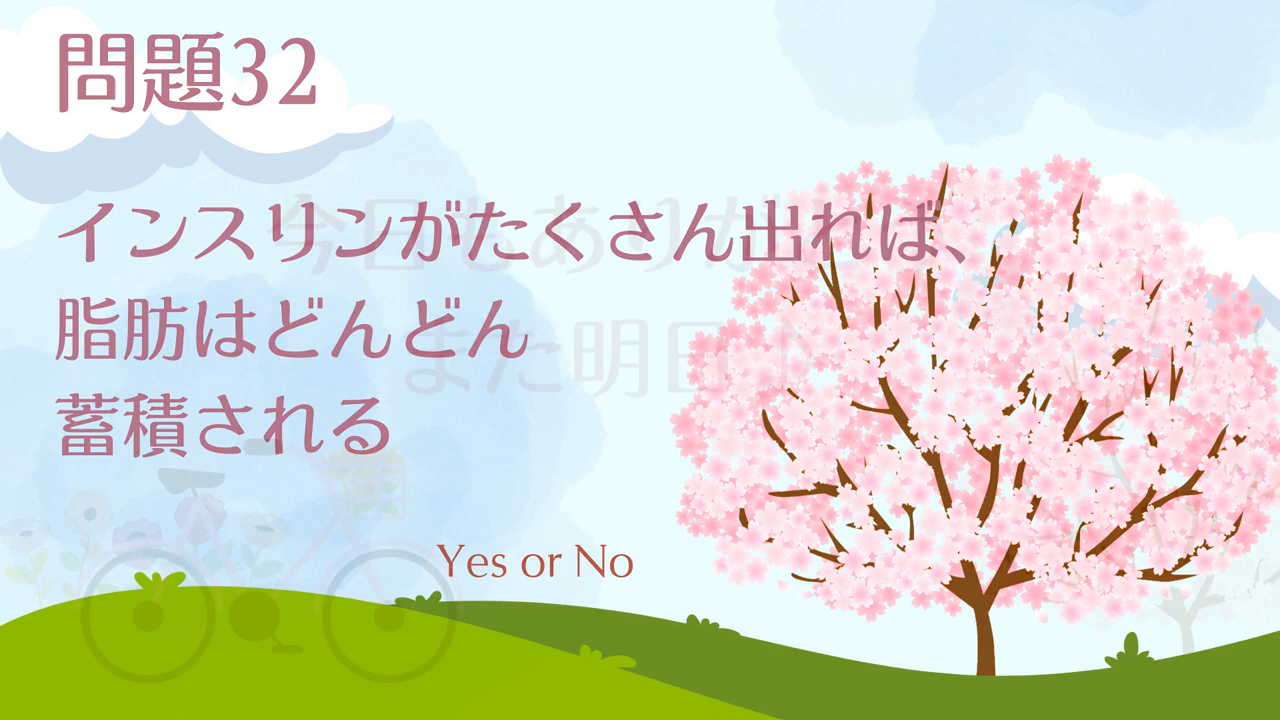 問題32
インスリンがたくさん出れば、
脂肪はどんどん
蓄積される
Yes or No